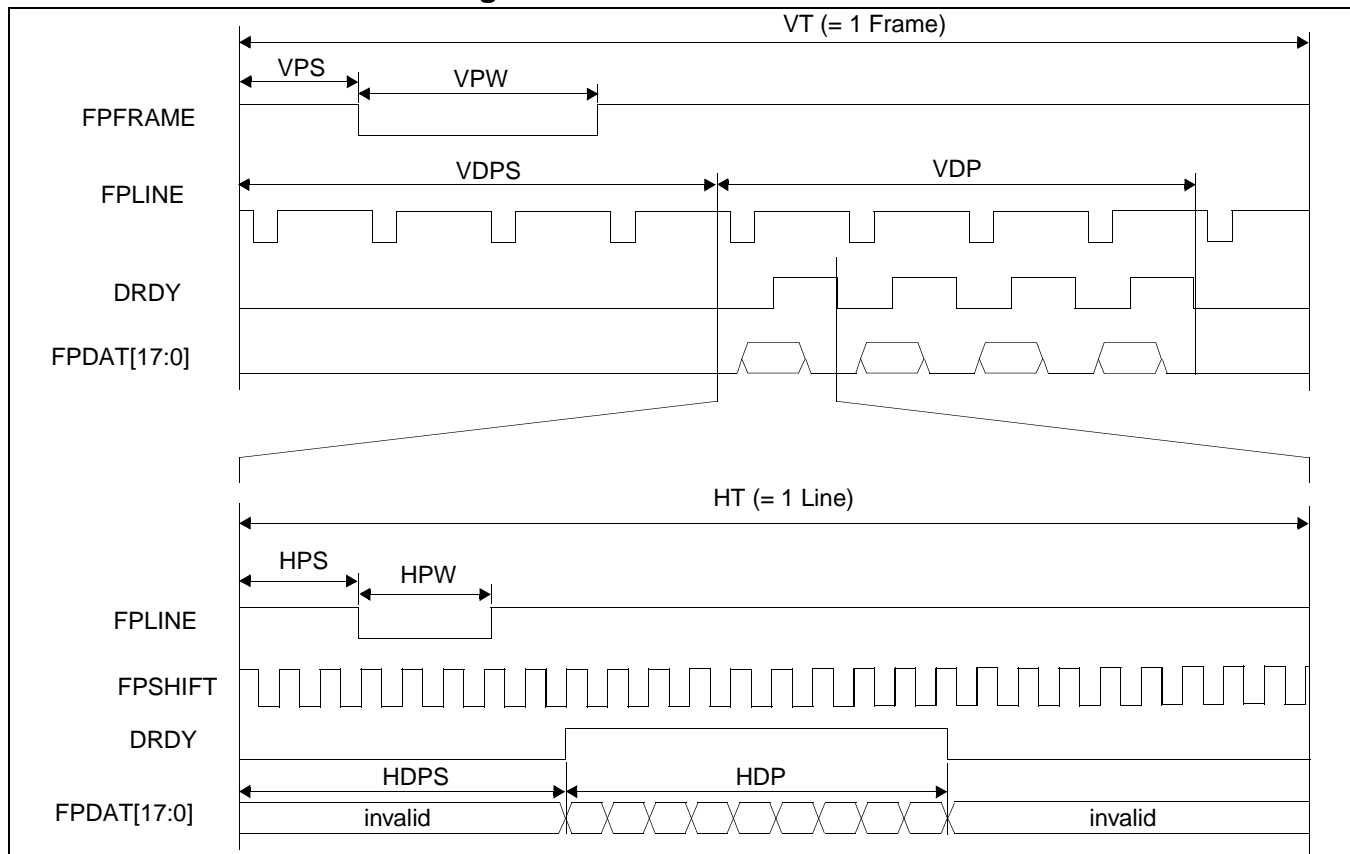 VT (= 1 Frame)
VPS
VPW
FPFRAME
VDPS
VDP
FPLINE
DRDY
FPDAT[17:0]
HT (= 1 Line)
HPS
HPW
FPLINE
FPSHIFT
DRDY
HDPS
HDP
FPDAT[17:0]
invalid
invalid